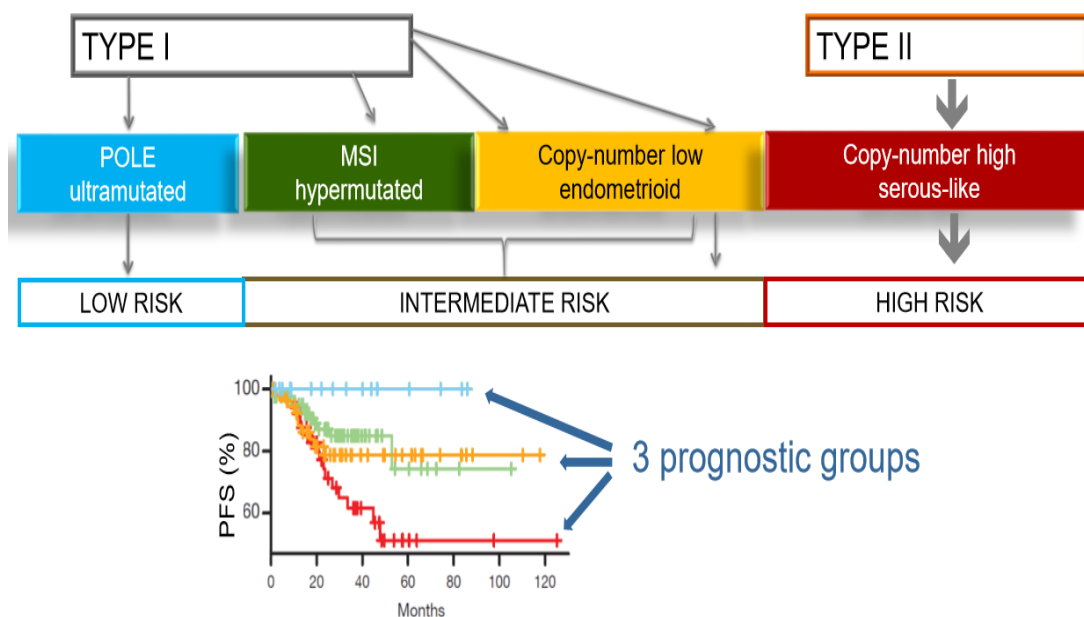 TYPE I
TYPE II
POLE
ultramutated
MSI
hypermutated
Copy-number low
endometrioid
Copy-number high
serous-like
LOW RISK
INTERMEDIATE RISK
HIGH RISK
PFS (%)
100
80
60
0
20
40
60
80
100
120
Months
3 prognostic groups